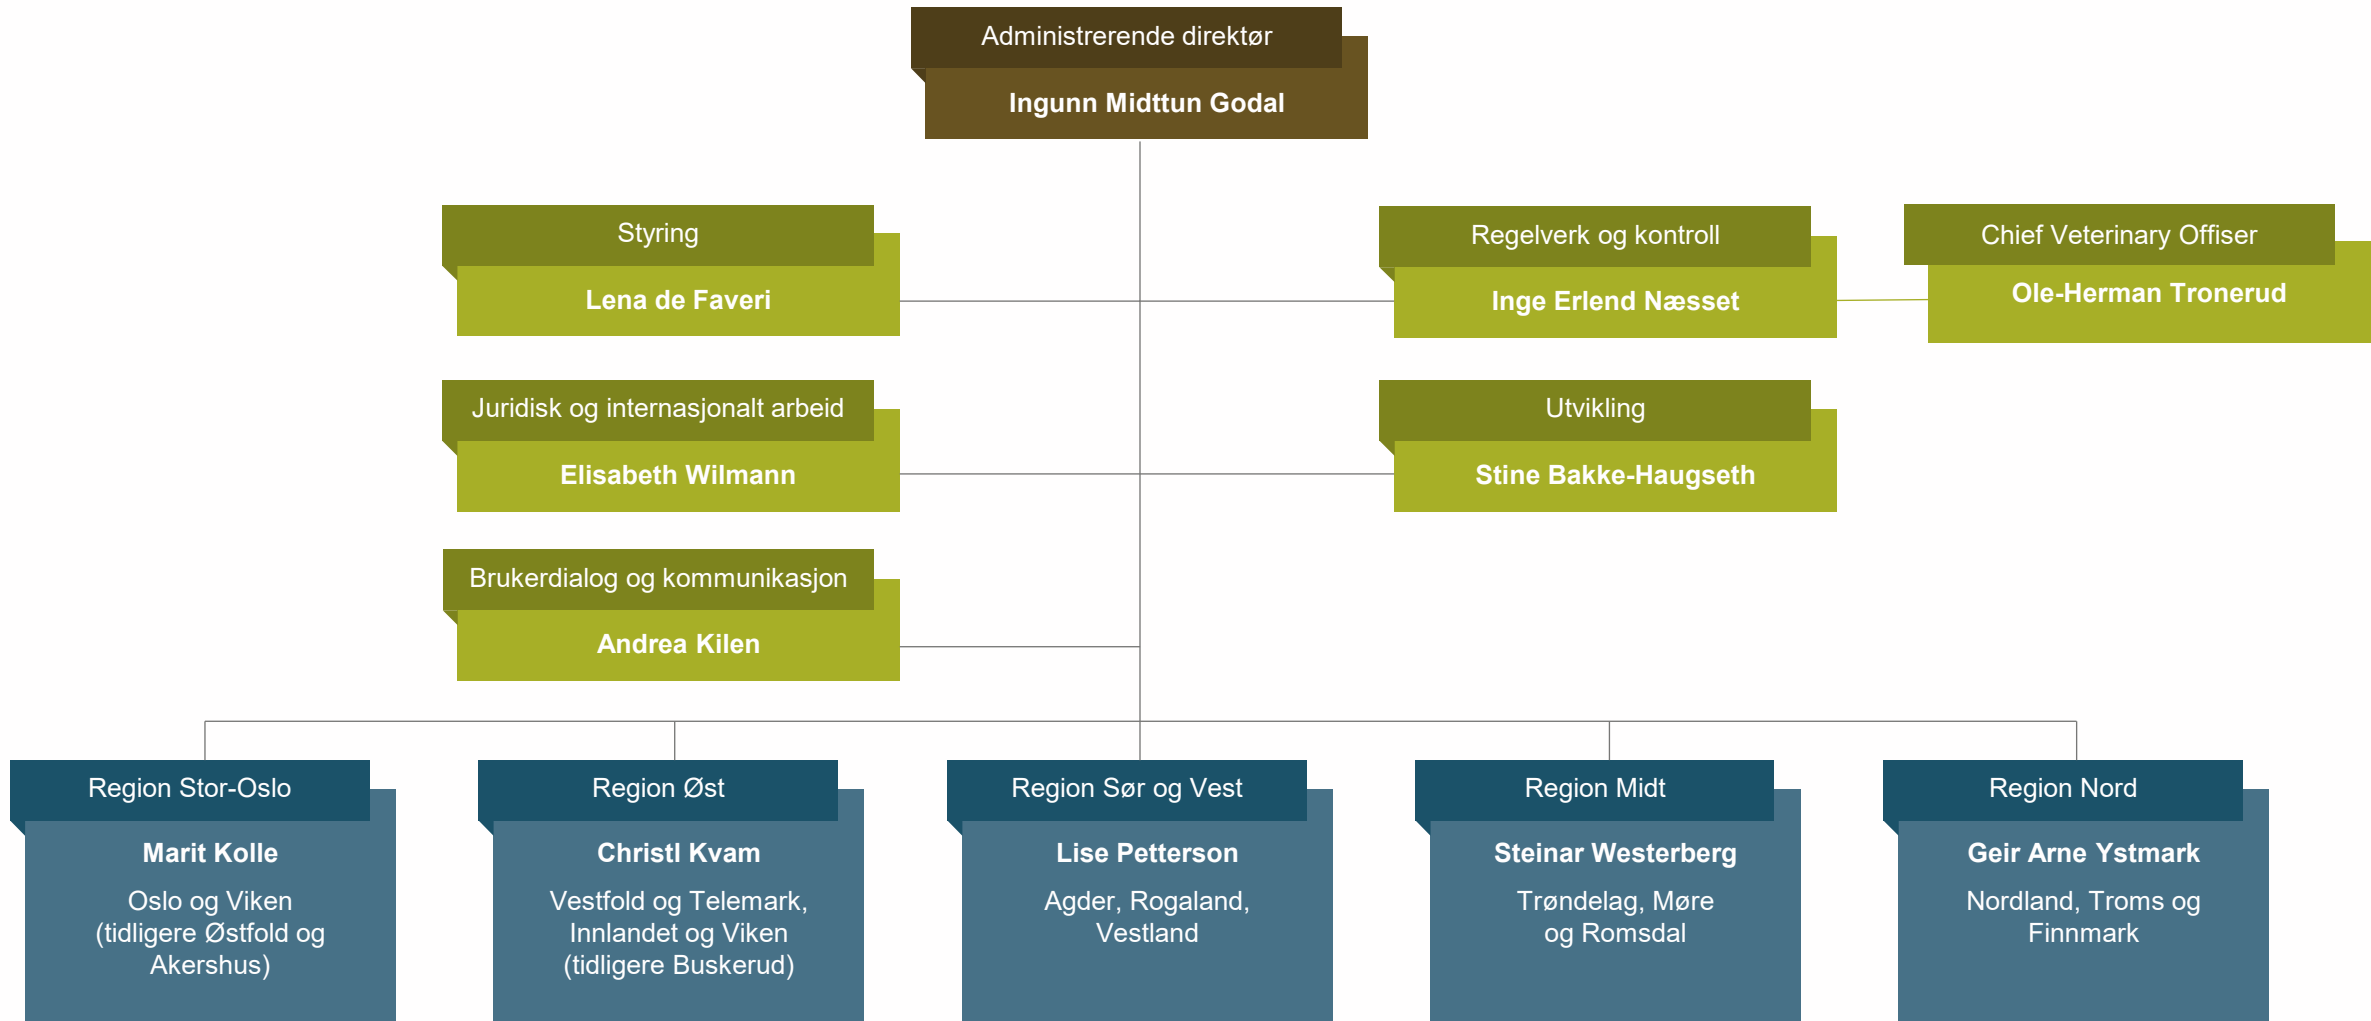 Administrerende direktør
Ingunn Midttun Godal
Styring
Lena de Faveri
Regelverk og kontroll
Inge Erlend Næsset
Chief Veterinary Offiser
Ole-Herman Tronerud
Juridisk og internasjonalt arbeid
Elisabeth Wilmann
Utvikling
Stine Bakke-Haugseth
Brukerdialog og kommunikasjon
Andrea Kilen
Region Stor-Oslo
Marit Kolle
Oslo og Viken
(tidligere Østfold og
Akershus)
Region Øst
Christl Kvam
Vestfold og Telemark,
Innlandet og Viken
(tidligere Buskerud)
Region Sør og Vest
Lise Petterson
Agder, Rogaland,
Vestland
Region Midt
Steinar Westerberg
Trøndelag, Møre
og Romsdal
Region Nord
Geir Arne Ystmark
Nordland, Troms og
Finnmark